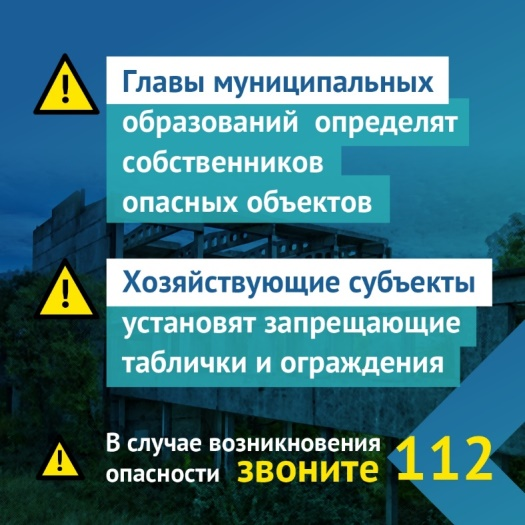 Главы муниципальных
образований определят
собственников
опасных объектов
Хозяйствующие субъекты
установят запрещающие
таблички и ограждения
В случае возникновения
опасности звоните 112